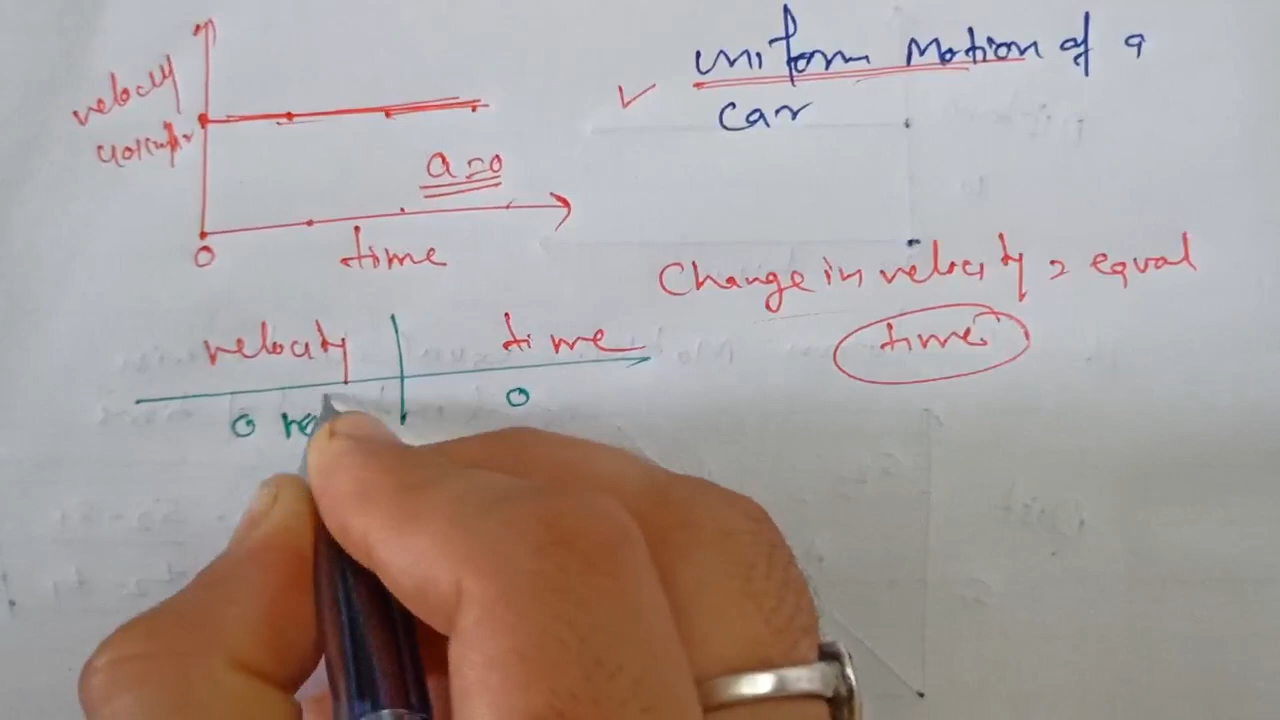 uniform Motion of a
car
velocity
a=0
0
time
Change in velocity = equal
time
velocity
time
0
0